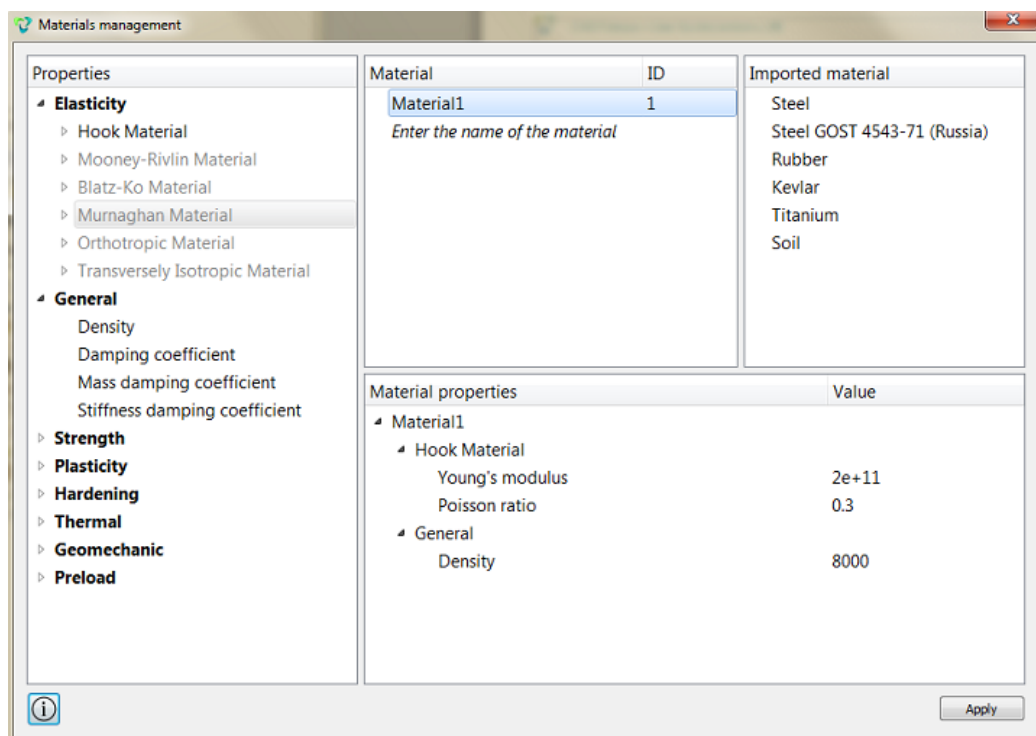 Materials management
Properties
Elasticity
Hook Material
Mooney-Rivlin Material
Blatz-Ko Material
Murnaghan Material
Orthotropic Material
Transversely Isotropic Material
General
Density
Damping coefficient
Mass damping coefficient
Stiffness damping coefficient
Strength
Plasticity
Hardening
Thermal
Geomechanic
Preload
Material ID
Material1 1
Enter the name of the material
Imported material
Steel
Steel GOST 4543-71 (Russia)
Rubber
Kevlar
Titanium
Soil
Material properties Value
Material1
Hook Material
Young's modulus 2e+11
Poisson ratio 0.3
General
Density 8000
Apply